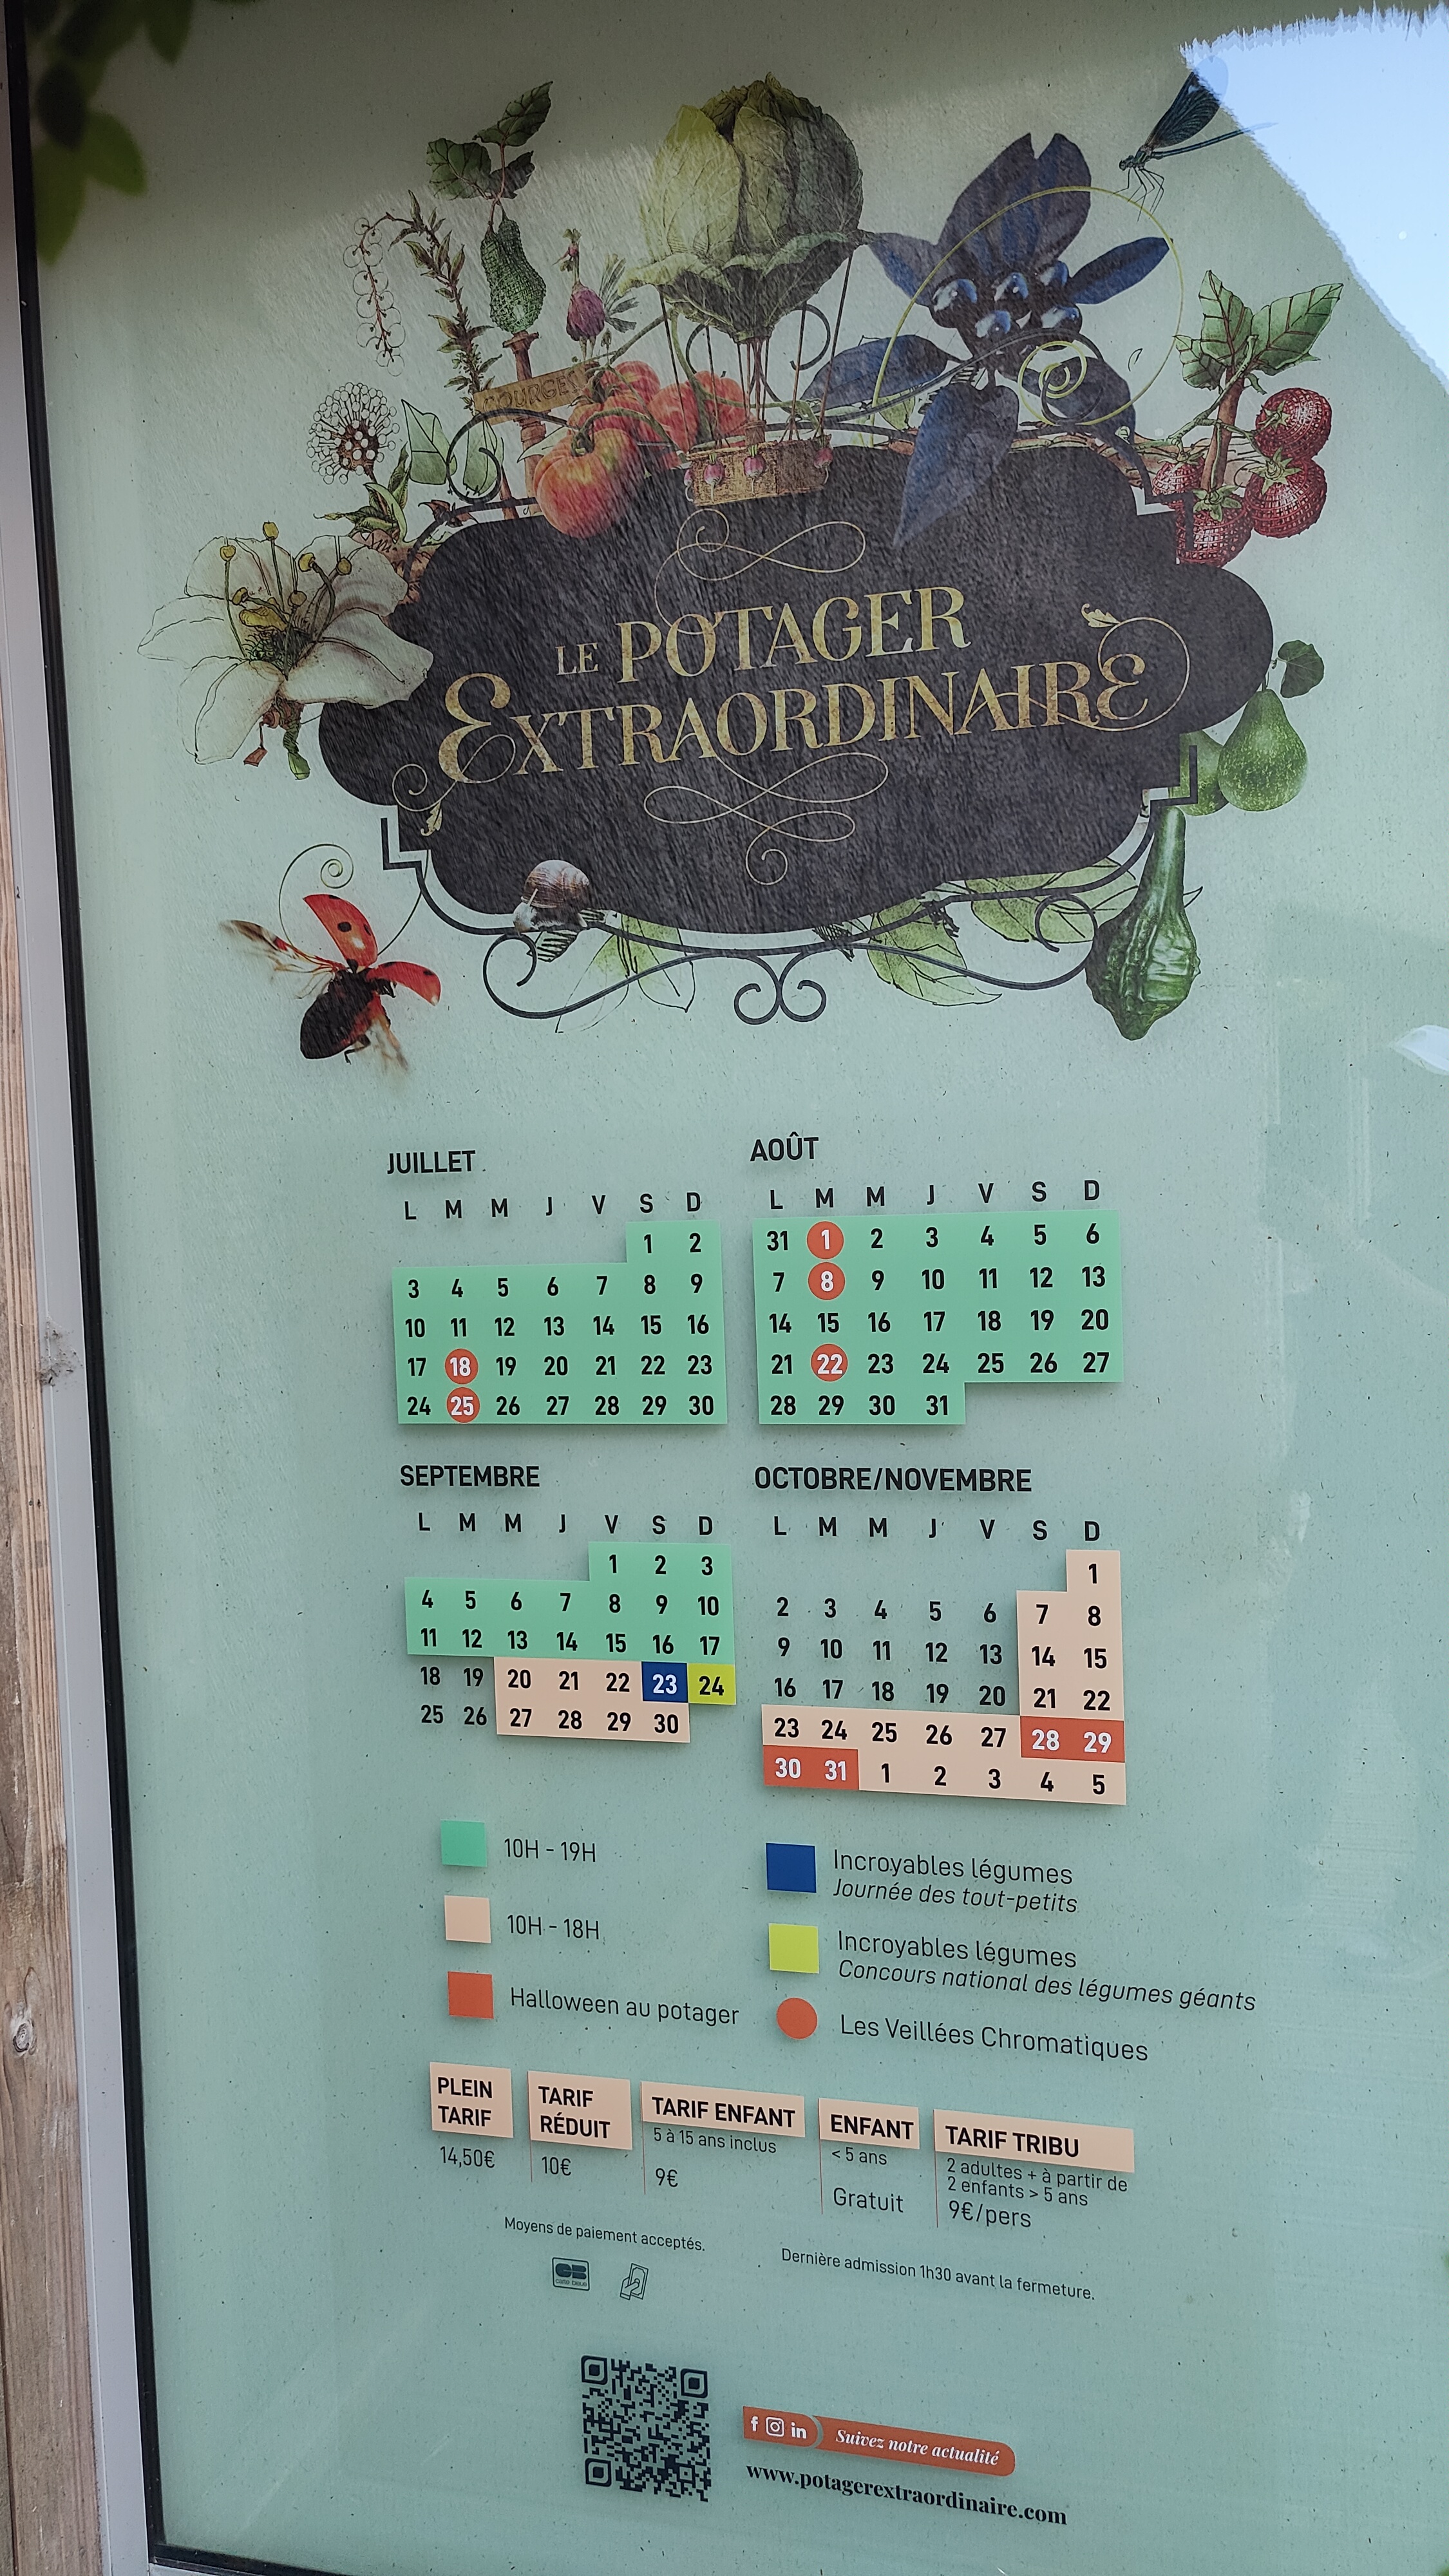 COURGES
LE POTAGER
EXTRAORDINAIRE
JUILLET
L M M J V S D
1 2
3 4 5 6 7 8 9
10 11 12 13 14 15 16
17 18 19 20 21 22 23
24 25 26 27 28 29 30
AOÛT
L M M J V S D
31 1 2 3 4 5 6
7 8 9 10 11 12 13
14 15 16 17 18 19 20
21 22 23 24 25 26 27
28 29 30 31
SEPTEMBRE
L M M J V S D
1 2 3
4 5 6 7 8 9 10
11 12 13 14 15 16 17
18 19 20 21 22 23 24
25 26 27 28 29 30
OCTOBRE/NOVEMBRE
L M M J V S D
1
2 3 4 5 6 7 8
9 10 11 12 13 14 15
16 17 18 19 20 21 22
23 24 25 26 27 28 29
30 31 1 2 3 4 5
10H - 19H
10H - 18H
Halloween au potager
Incroyables légumes
Journée des tout-petits
Incroyables légumes
Concours national des légumes géants
Les Veillées Chromatiques
PLEIN
TARIF
14,50€
TARIF
RÉDUIT
10€
TARIF ENFANT
5 à 15 ans inclus
9€
ENFANT
< 5 ans
Gratuit
TARIF TRIBU
2 adultes + à partir de
2 enfants > 5 ans
9€/pers
Moyens de paiement acceptés.
CB
carte bleue
Dernière admission 1h30 avant la fermeture.
f in Suivez notre actualité
www.potagerextraordinaire.com